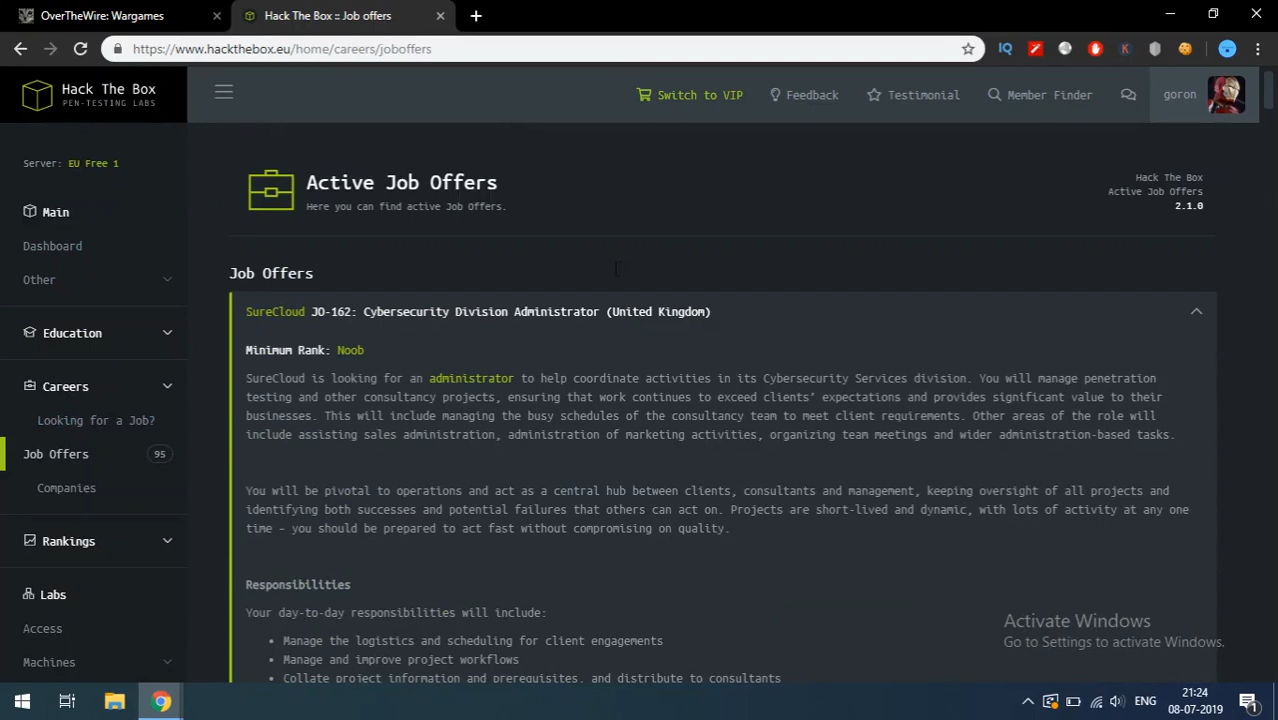 OverTheWire: Wargames
Hack The Box :: Job offers
https://www.hackthebox.eu/home/careers/joboffers
Hack The Box
PEN-TESTING LABS
Switch to VIP
Feedback
Testimonial
Member Finder
goron
Server: EU Free 1
Main
Dashboard
Other
Education
Careers
Looking for a Job?
Job Offers 95
Companies
Rankings
Labs
Access
Machines
Active Job Offers
Here you can find active Job Offers.
Hack The Box
Active Job Offers
2.1.0
Job Offers
SureCloud JO-162: Cybersecurity Division Administrator (United Kingdom)
Minimum Rank: Noob
SureCloud is looking for an administrator to help coordinate activities in its Cybersecurity Services division. You will manage penetration
testing and other consultancy projects, ensuring that work continues to exceed clients’ expectations and provides significant value to their
businesses. This will include managing the busy schedules of the consultancy team to meet client requirements. Other areas of the role will
include assisting sales administration, administration of marketing activities, organizing team meetings and wider administration-based tasks.
You will be pivotal to operations and act as a central hub between clients, consultants and management, keeping oversight of all projects and
identifying both successes and potential failures that others can act on. Projects are short-lived and dynamic, with lots of activity at any one
time – you should be prepared to act fast without compromising on quality.
Responsibilities
Your day-to-day responsibilities will include:
• Manage the logistics and scheduling for client engagements
• Manage and improve project workflows
• Collate project information and prerequisites, and distribute to consultants
Activate Windows
Go to Settings to activate Windows.
IQ
K
ENG
21:24
08-07-2019
1